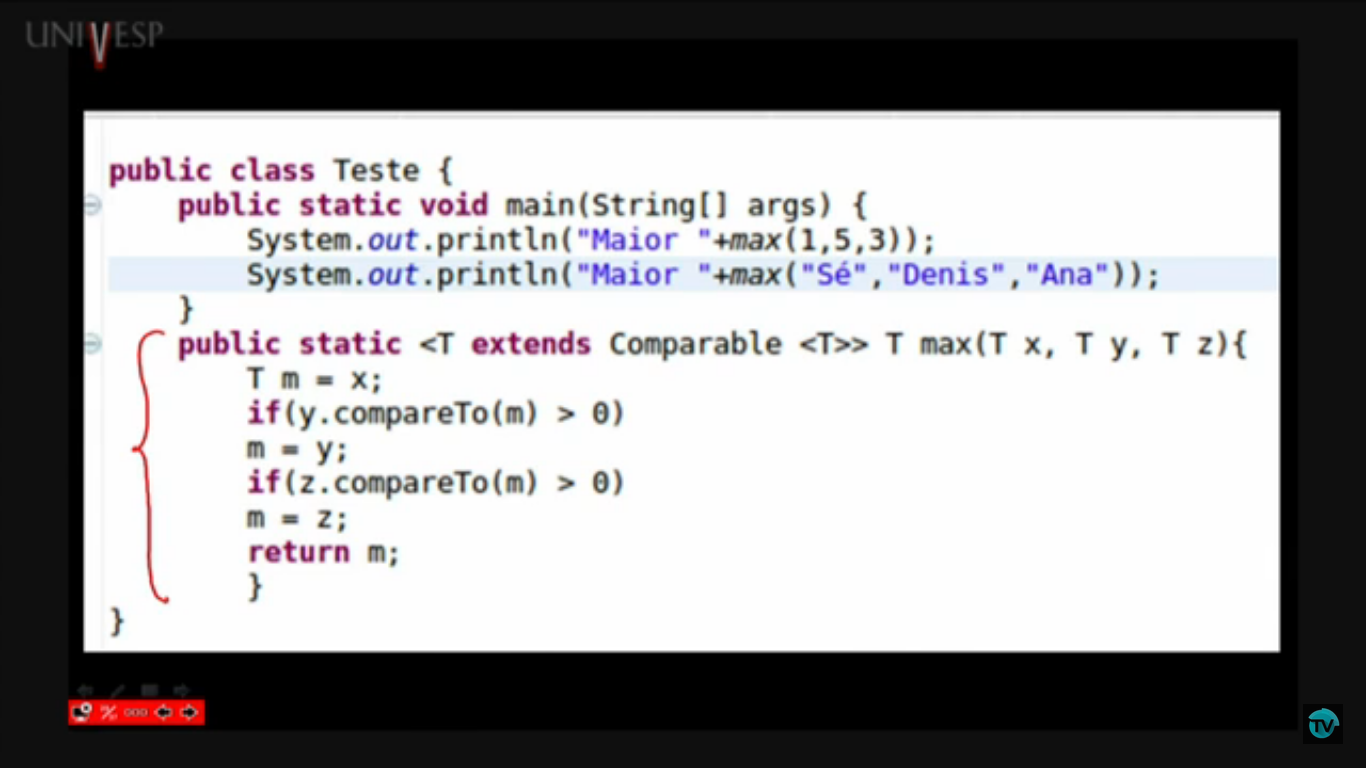 UNIVESP
public class Teste {
public static void main(String[] args) {
System.out.println("Maior "+max(1,5,3));
System.out.println("Maior "+max("Sé","Denis","Ana"));
}
public static <T extends Comparable <T>> T max(T x, T y, T z){
T m = x;
if(y.compareTo(m) > 0)
m = y;
if(z.compareTo(m) > 0)
m = z;
return m;
}
}
TV